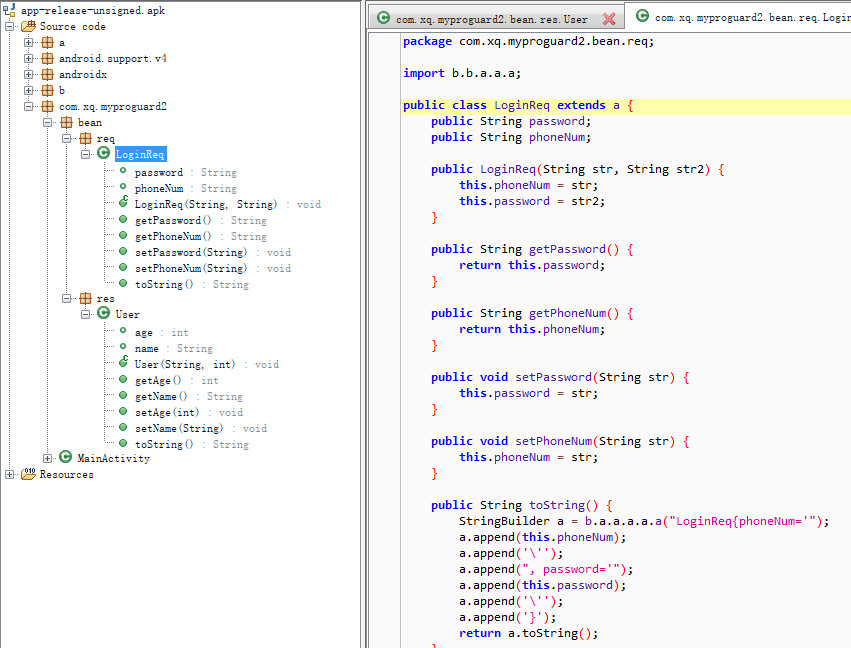 app-release-unsigned.apk
Source code
a
android.support.v4
androidx
b
com.xq.myproguard2
bean
req
LoginReq
password : String
phoneNum : String
LoginReq(String, String) : void
getPassword() : String
getPhoneNum() : String
setPassword(String) : void
setPhoneNum(String) : void
toString() : String
res
User
age : int
name : String
User(String, int) : void
getAge() : int
getName() : String
setAge(int) : void
setName(String) : void
toString() : String
MainActivity
Resources
com.xq.myproguard2.bean.res.User
com.xq.myproguard2.bean.req.Login
package com.xq.myproguard2.bean.req;
import b.b.a.a.a;
public class LoginReq extends a {
public String password;
public String phoneNum;
public LoginReq(String str, String str2) {
this.phoneNum = str;
this.password = str2;
}
public String getPassword() {
return this.password;
}
public String getPhoneNum() {
return this.phoneNum;
}
public void setPassword(String str) {
this.password = str;
}
public void setPhoneNum(String str) {
this.phoneNum = str;
}
public String toString() {
StringBuilder a = b.a.a.a.a.a("LoginReq{phoneNum='");
a.append(this.phoneNum);
a.append('\'');
a.append(", password='");
a.append(this.password);
a.append('\'');
a.append('}');
return a.toString();